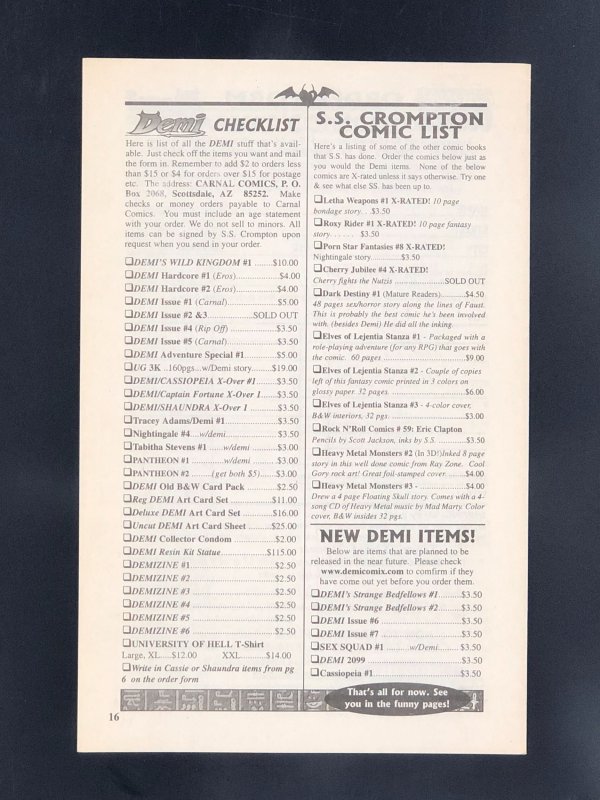 Demi CHECKLIST
Here is list of all the DEMI stuff that's avail-
able. Just check off the items you want and mail
the form in. Remember to add $2 to orders less
than $15 or $4 for orders over $15 for postage
etc. The address: CARNAL COMICS, P. O.
Box 2068, Scottsdale, AZ 85252. Make
checks or money orders payable to Carnal
Comics. You must include an age statement
with your order. We do not sell to minors. All
items can be signed by S.S. Crompton upon
request when you send in your order.
❑DEMI'S WILD KINGDOM #1 .......$10.00
❑DEMI Hardcore #1 (Eros)..................$4.00
❑DEMI Hardcore #2 (Eros)..................$4.00
❑DEMI Issue #1 (Carnal)....................$5.00
❑DEMI Issue #2 &3..................SOLD OUT
❑DEMI Issue #4 (Rip Off) ..................$3.50
❑DEMI Issue #5 (Carnal)....................$3.50
❑DEMI Adventure Special #1.............$5.00
❑UG 3K ..160pgs...w/Demi story.......$19.00
❑DEMI/CASSIOPEIA X-Over #1.......$3.50
❑DEMI/Captain Fortune X-Over 1......$3.50
❑DEMI/SHAUNDRA X-Over 1 .........$3.50
❑Tracey Adams/Demi #1....................$3.50
❑Nightingale #4....w/demi...................$3.50
❑Tabitha Stevens #1 .....w/demi .........$3.00
❑PANTHEON #1 ...........w/demi .........$3.00
❑PANTHEON #2 ........(get both $5)......$3.00
❑DEMI Old B&W Card Pack ............$2.50
❑Reg DEMI Art Card Set .................$11.00
❑Deluxe DEMI Art Card Set ............$16.00
❑Uncut DEMI Art Card Sheet .........$25.00
❑DEMI Collector Condom .................$2.00
❑DEMI Resin Kit Statue..................$115.00
❑DEMIZINE #1 ..............................$2.50
❑DEMIZINE #2 ..............................$2.50
❑DEMIZINE #3 ..............................$2.50
❑DEMIZINE #4 ..............................$2.50
❑DEMIZINE #5 ..............................$2.50
❑DEMIZINE #6 ..............................$2.50
❑UNIVERSITY OF HELL T-Shirt
Large, XL....$12.00 XXL..........$14.00
❑Write in Cassie or Shaundra items from pg
6 on the order form
S.S. CROMPTON
COMIC LIST
Here's a listing of some of the other comic books
that S.S. has done. Order the comics below just as
you would the Demi items. None of the below
comics are X-rated unless it says otherwise. Try one
& see what else SS. has been up to.
❑Letha Weapons #1 X-RATED! 10 page
bondage story. . .$3.50
❑Roxy Rider #1 X-RATED! 10 page fantasy
story. . . . . . $3.50
❑Porn Star Fantasies #8 X-RATED!
Nightingale story.............$3.50
❑Cherry Jubilee #4 X-RATED!
Cherry fights the Nutzis ......................SOLD OUT
❑Dark Destiny #1 (Mature Readers)...........$4.50
48 pages sex/horror story along the lines of Faust.
This is probably the best comic he's been involved
with. (besides Demi) He did all the inking.
❑Elves of Lejentia Stanza #1 - Packaged with a
role-playing adventure (for any RPG) that goes with
the comic. 60 pages ...........................$9.00
❑Elves of Lejentia Stanza #2 - Couple of copies
left of this fantasy comic printed in 3 colors on
glossy paper. 32 pages. .........................$6.00
❑Elves of Lejentia Stanza #3 - 4-color cover,
B&W interiors, 32 pgs. .........................$3.00
❑Rock N'Roll Comics # 59: Eric Clapton
Pencils by Scott Jackson, inks by S.S. ..........$3.50
❑Heavy Metal Monsters #2 (In 3D!)Inked 8 page
story in this well done comic from Ray Zone. Cool
Gory rock art! Great foil-stamped cover. ........$4.00
❑Heavy Metal Monsters #3 - ..................$4.00
Drew a 4 page Floating Skull story. Comes with a 4-
song CD of Heavy Metal music by Mad Marty. Color
cover, B&W insides 32 pgs.
NEW DEMI ITEMS!
Below are items that are planned to be
released in the near future. Please check
www.demicomix.com to comfirm if they
have come out yet before you order them.
❑DEMI's Strange Bedfellows #1..........$3.50
❑DEMI's Strange Bedfellows #2..........$3.50
❑DEMI Issue #6 ..............................$3.50
❑DEMI Issue #7 ..............................$3.50
❑SEX SQUAD #1 ..........w/Demi.........$3.50
❑DEMI 2099 ..................................$3.50
❑Cassiopeia #1................................$3.50
That's all for now. See
you in the funny pages!
16